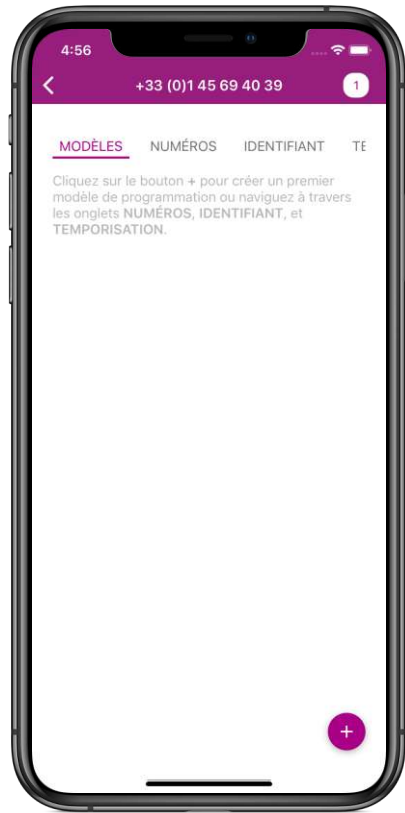 4:56
+33 (0)1 45 69 40 39
1
MODÈLES NUMÉROS IDENTIFIANT TE
Cliquez sur le bouton + pour créer un premier
modèle de programmation ou naviguez à travers
les onglets NUMÉROS, IDENTIFIANT, et
TEMPORISATION.
+